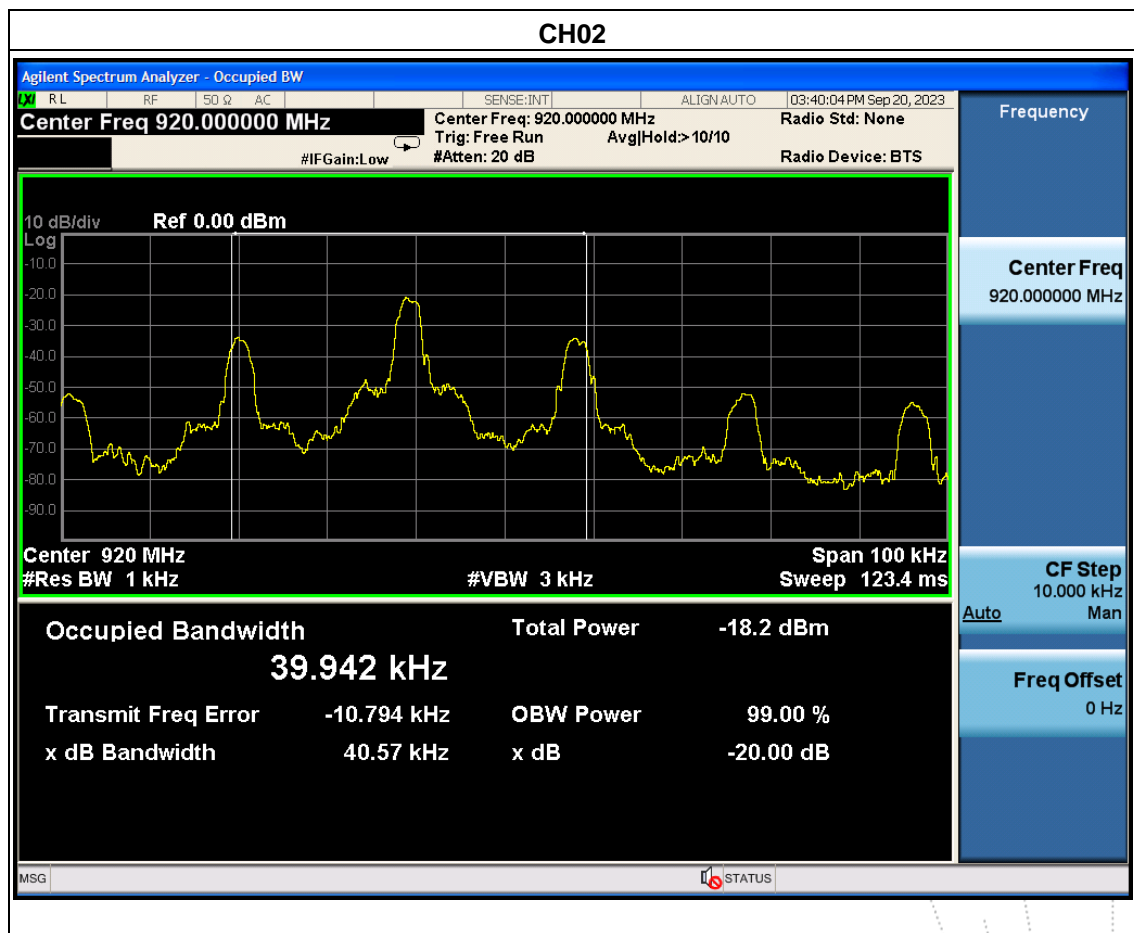 CH02
Agilent Spectrum Analyzer - Occupied BW
LXI RL RF 50 Ω AC SENSE:INT ALIGN AUTO 03:40:04 PM Sep 20, 2023
Center Freq 920.000000 MHz Center Freq: 920.000000 MHz Radio Std: None
Trig: Free Run Avg|Hold:>10/10
#IFGain:Low #Atten: 20 dB Radio Device: BTS
10 dB/div Ref 0.00 dBm
Log
-10.0
-20.0
-30.0
-40.0
-50.0
-60.0
-70.0
-80.0
-90.0
Center 920 MHz Span 100 kHz
#Res BW 1 kHz #VBW 3 kHz Sweep 123.4 ms
Occupied Bandwidth Total Power -18.2 dBm
39.942 kHz
Transmit Freq Error -10.794 kHz OBW Power 99.00 %
x dB Bandwidth 40.57 kHz x dB -20.00 dB
Frequency
Center Freq
920.000000 MHz
CF Step
10.000 kHz
Auto Man
Freq Offset
0 Hz
MSG STATUS